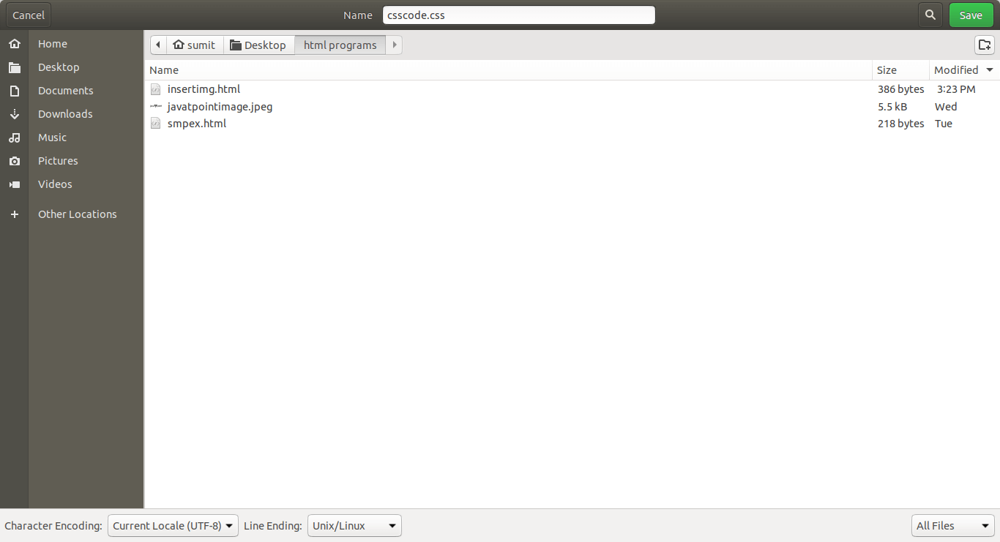 Cancel Name csscode.css Save
Home
Desktop
Documents
Downloads
Music
Pictures
Videos
Other Locations
sumit Desktop html programs
Name Size Modified
insertimg.html 386 bytes 3:23 PM
javatpointimage.jpeg 5.5 kB Wed
smpex.html 218 bytes Tue
Character Encoding: Current Locale (UTF-8) Line Ending: Unix/Linux All Files